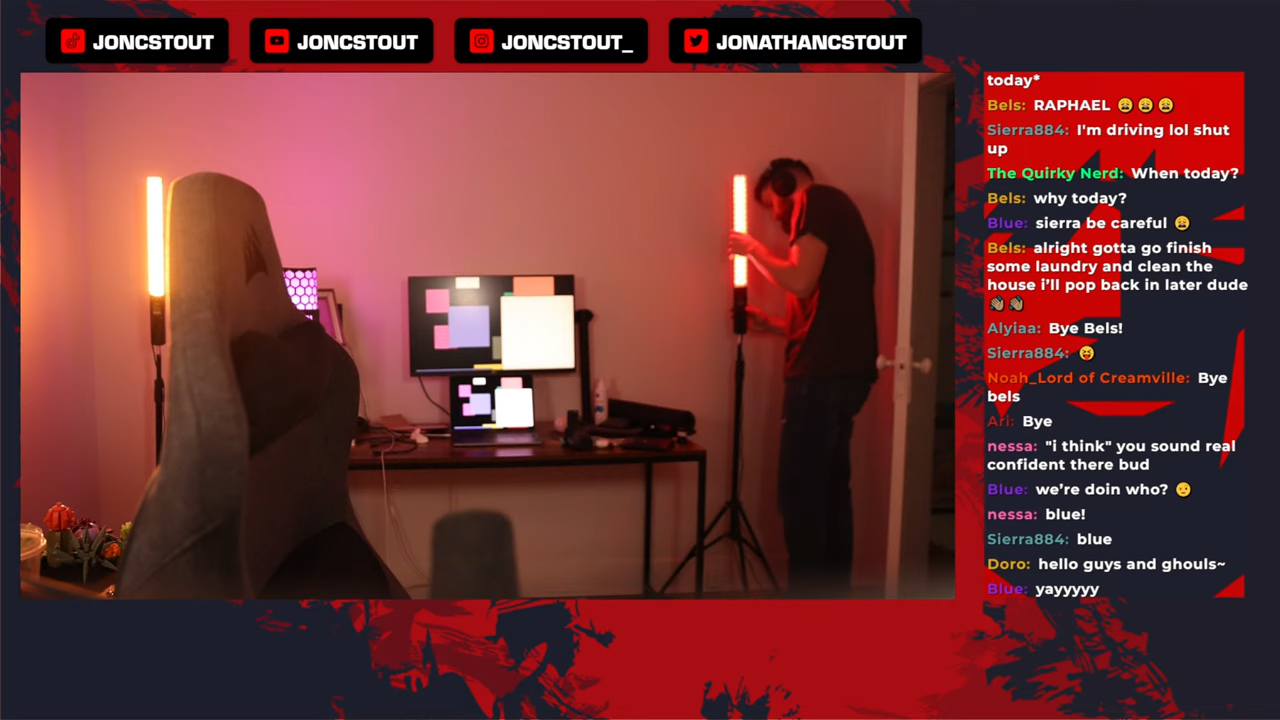 JONCSTOUT
JONCSTOUT
JONCSTOUT_
JONATHANCSTOUT
today*
Bels: RAPHAEL 😩 😩 😩
Sierra884: I'm driving lol shut
up
The Quirky Nerd: When today?
Bels: why today?
Blue: sierra be careful 😩
Bels: alright gotta go finish
some laundry and clean the
house i’ll pop back in later dude
👋🏽 👋🏽
Alyiaa: Bye Bels!
Sierra884: 😝
Noah_Lord of Creamville: Bye
bels
Ari: Bye
nessa: "i think" you sound real
confident there bud
Blue: we’re doin who? 🤨
nessa: blue!
Sierra884: blue
Doro: hello guys and ghouls~
Blue: yayyyyy